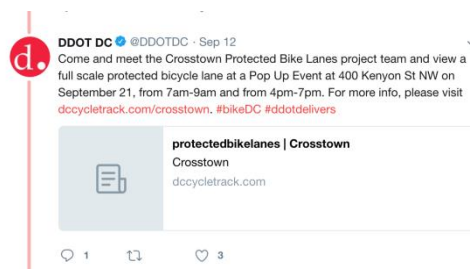 d.
DDOT DC @DDOTDC · Sep 12
Come and meet the Crosstown Protected Bike Lanes project team and view a
full scale protected bicycle lane at a Pop Up Event at 400 Kenyon St NW on
September 21, from 7am-9am and from 4pm-7pm. For more info, please visit
dccycletrack.com/crosstown. #bikeDC #ddotdelivers
protectedbikelanes | Crosstown
Crosstown
dccycletrack.com
1 3